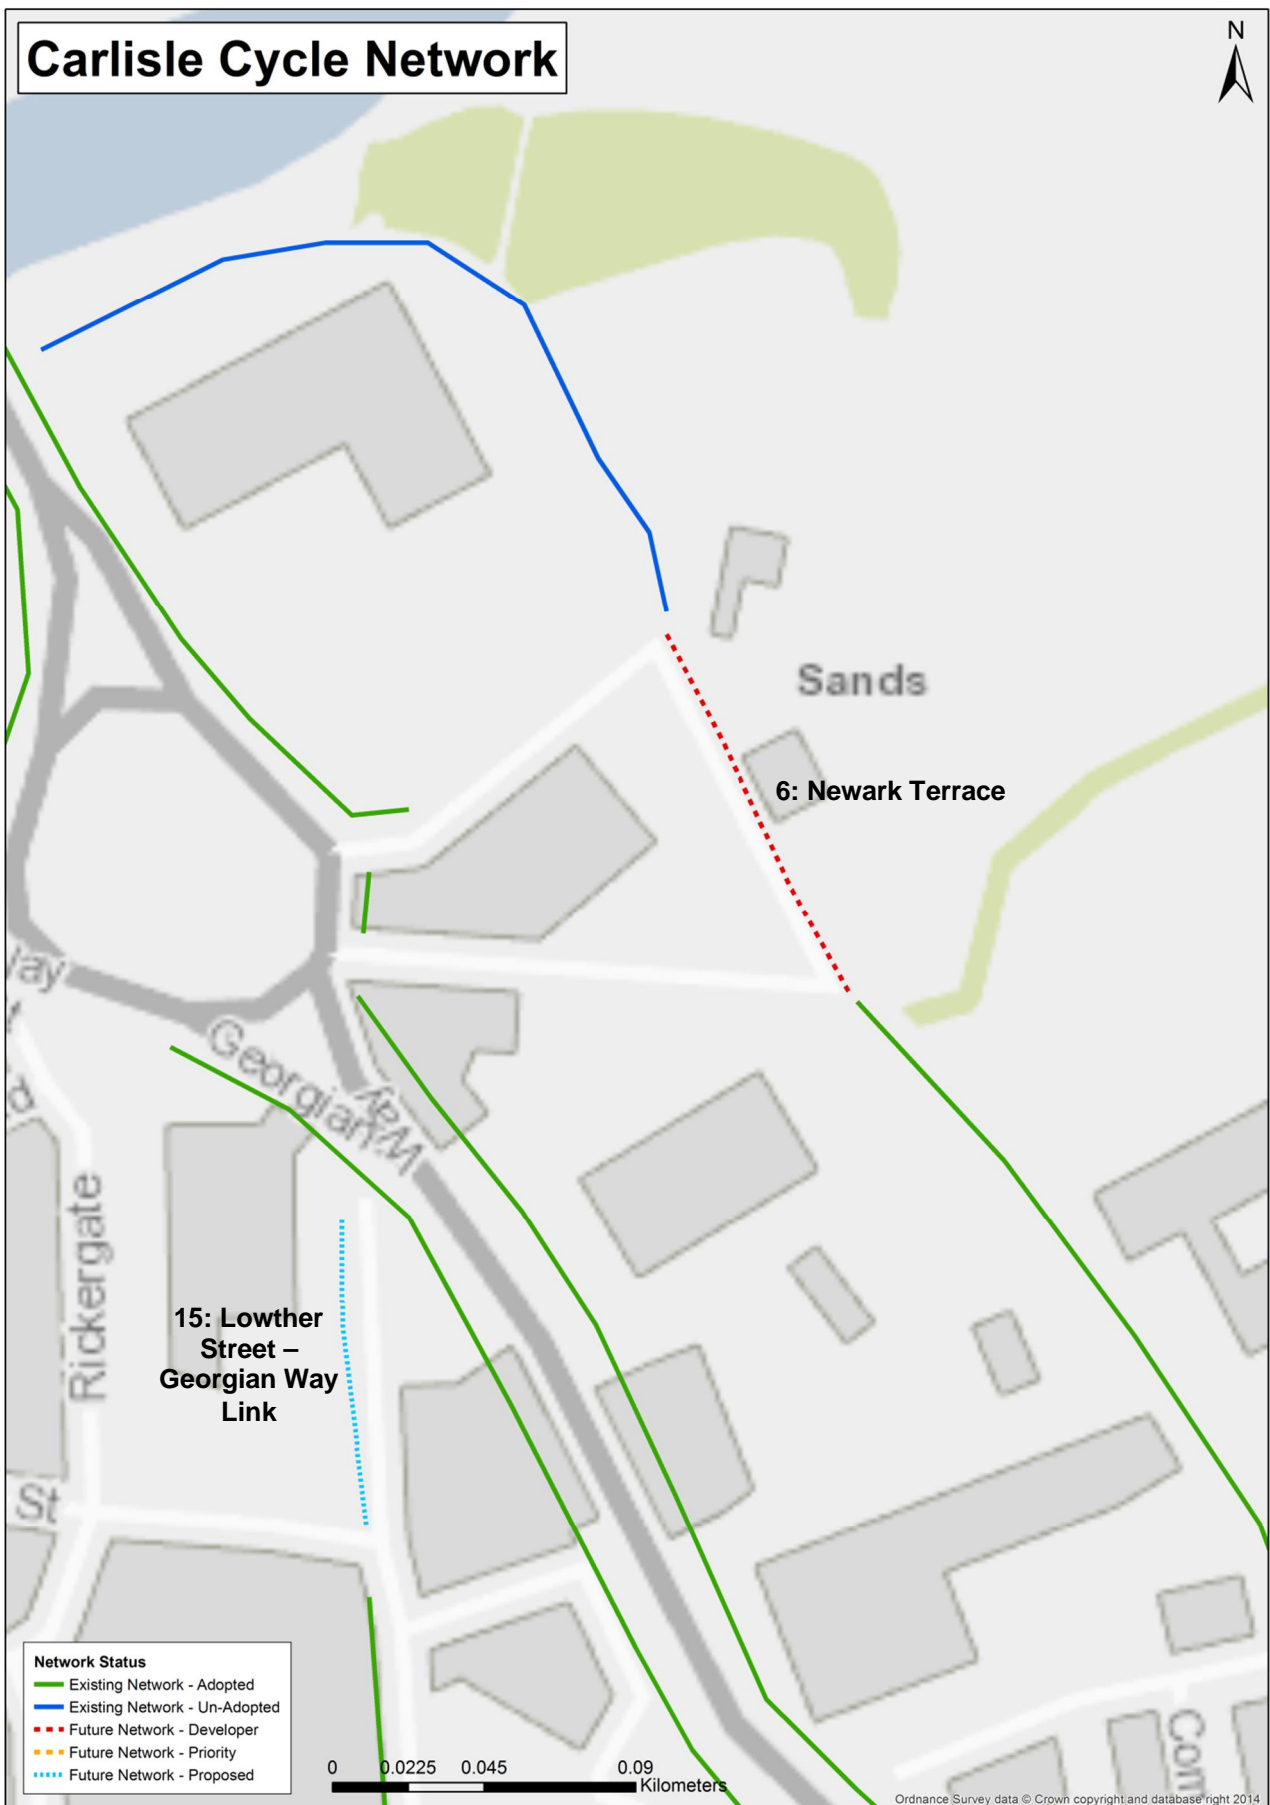 Carlisle Cycle Network
N
Sands
6: Newark Terrace
Georgian Way
Rickergate
15: Lowther
Street –
Georgian Way
Link
St
Network Status
Existing Network - Adopted
Existing Network - Un-Adopted
Future Network - Developer
Future Network - Priority
Future Network - Proposed
0 0.0225 0.045 0.09
Kilometers
Com
Ordnance Survey data © Crown copyright and database right 2014